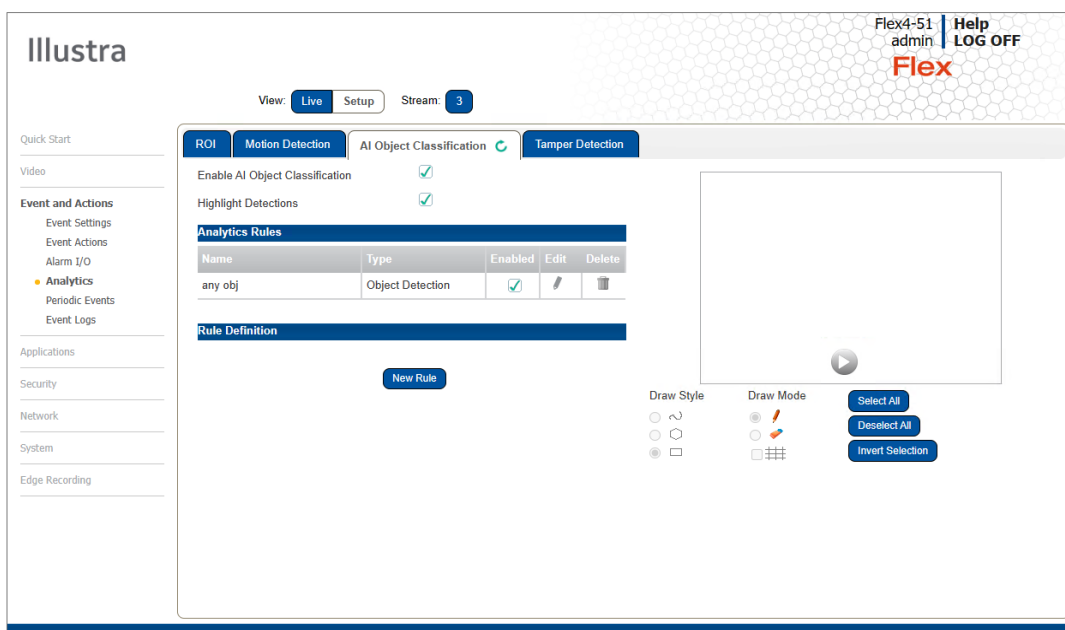 Illustra
Flex4-51 Help
admin LOG OFF
Flex
View: Live Setup Stream: 3
Quick Start
Video
Event and Actions
Event Settings
Event Actions
Alarm I/O
Analytics
Periodic Events
Event Logs
Applications
Security
Network
System
Edge Recording
ROI Motion Detection AI Object Classification Tamper Detection
Enable AI Object Classification
Highlight Detections
Analytics Rules
Name Type Enabled Edit Delete
any obj Object Detection
Rule Definition
New Rule
Draw Style Draw Mode
Select All
Deselect All
Invert Selection